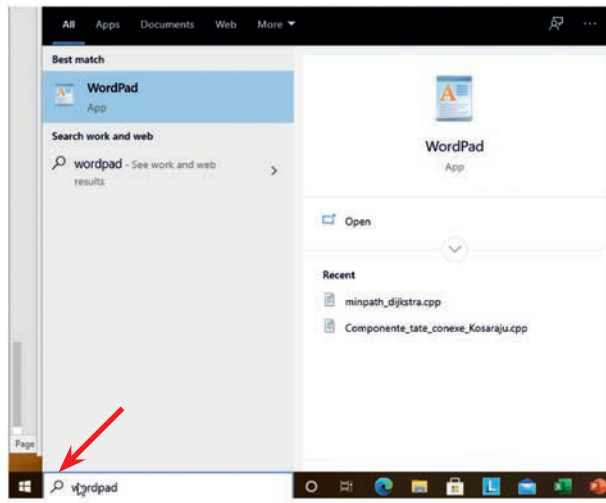 All Apps Documents Web More
Best match
WordPad
App
Search work and web
wordpad - See work and web
results
WordPad
App
Open
Recent
minpath_dijkstra.cpp
Componente_tate_conexe_Kosaraju.cpp
Page
wordpad